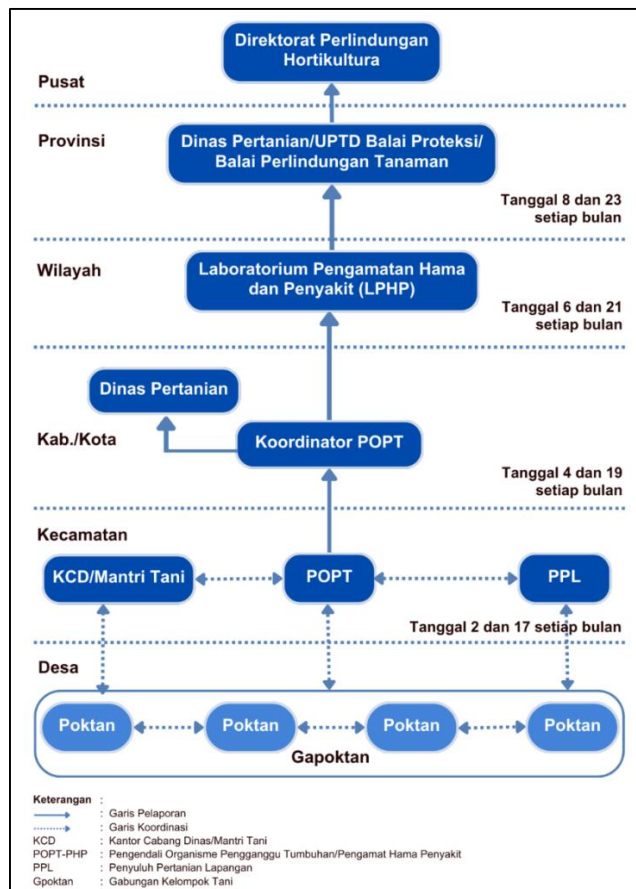 Direktorat Perlindungan
Hortikultura
Pusat
Provinsi
Dinas Pertanian/UPTD Balai Proteksi/
Balai Perlindungan Tanaman
Tanggal 8 dan 23
setiap bulan
Wilayah
Laboratorium Pengamatan Hama
dan Penyakit (LPHP)
Tanggal 6 dan 21
setiap bulan
Dinas Pertanian
Kab./Kota
Koordinator POPT
Tanggal 4 dan 19
setiap bulan
Kecamatan
KCD/Mantri Tani
POPT
PPL
Tanggal 2 dan 17 setiap bulan
Desa
Poktan
Poktan
Poktan
Poktan
Gapoktan
Keterangan :
: Garis Pelaporan
: Garis Koordinasi
KCD : Kantor Cabang Dinas/Mantri Tani
POPT-PHP : Pengendali Organisme Pengganggu Tumbuhan/Pengamat Hama Penyakit
PPL : Penyuluh Pertanian Lapangan
Gpoktan : Gabungan Kelompok Tani